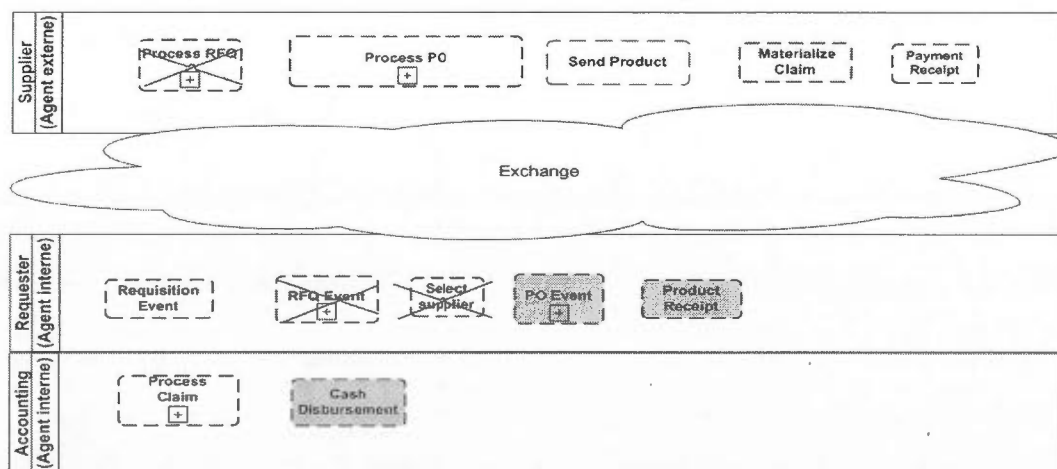 Supplier
(Agent externe)
Process RFQ
+
Process PO
+
Send Product
Materialize
Claim
Payment
Receipt
Exchange
Requester
(Agent interne)
Requisition
Event
RFQ Event
+
Select
supplier
PO Event
+
Product
Receipt
Accounting
(Agent interne)
Process
Claim
+
Cash
Disbursement